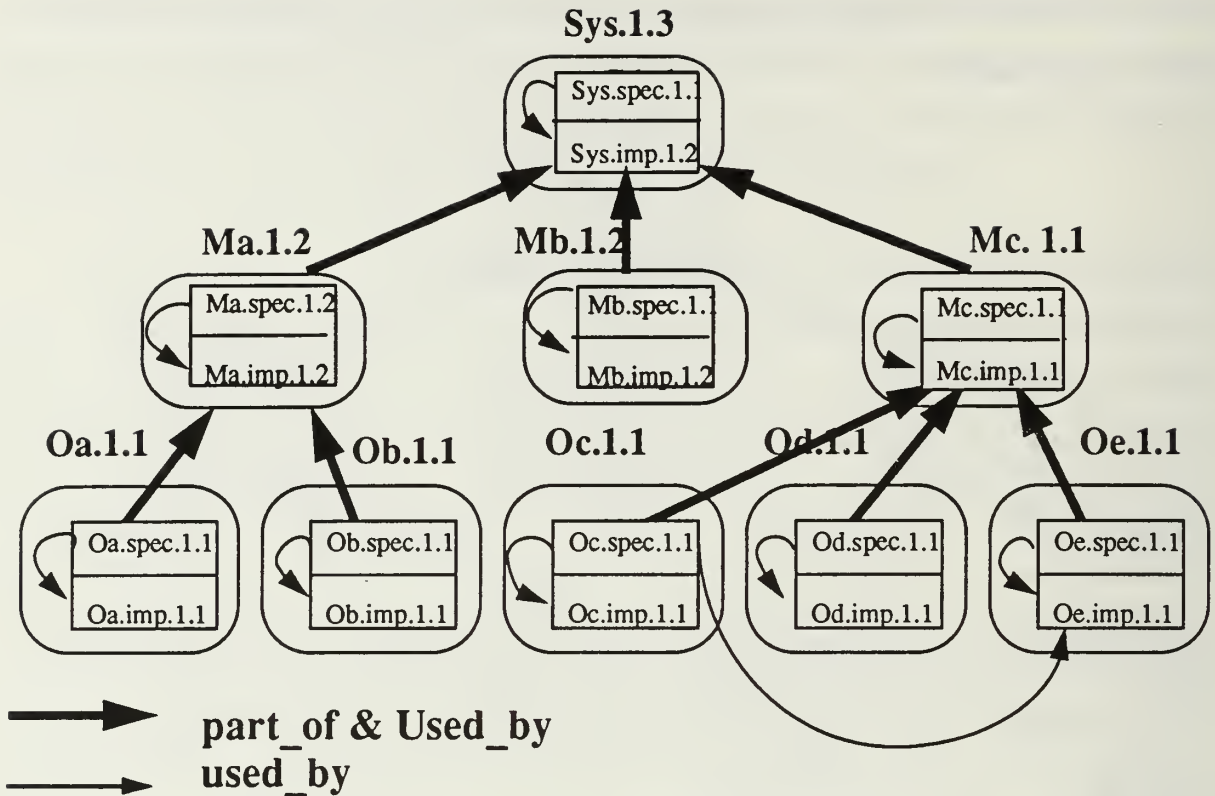 Sys.1.3
Sys.spec.1.1
Sys.imp.1.2
Ma.1.2
Mb.1.2
Mc. 1.1
Ma.spec.1.2
Ma.imp.1.2
Mb.spec.1.1
Mb.imp.1.2
Mc.spec.1.1
Mc.imp.1.1
Oa.1.1
Ob.1.1
Oc.1.1
Od.1.1
Oe.1.1
Oa.spec.1.1
Oa.imp.1.1
Ob.spec.1.1
Ob.imp.1.1
Oc.spec.1.1
Oc.imp.1.1
Od.spec.1.1
Od.imp.1.1
Oe.spec.1.1
Oe.imp.1.1
part_of & Used_by
used_by